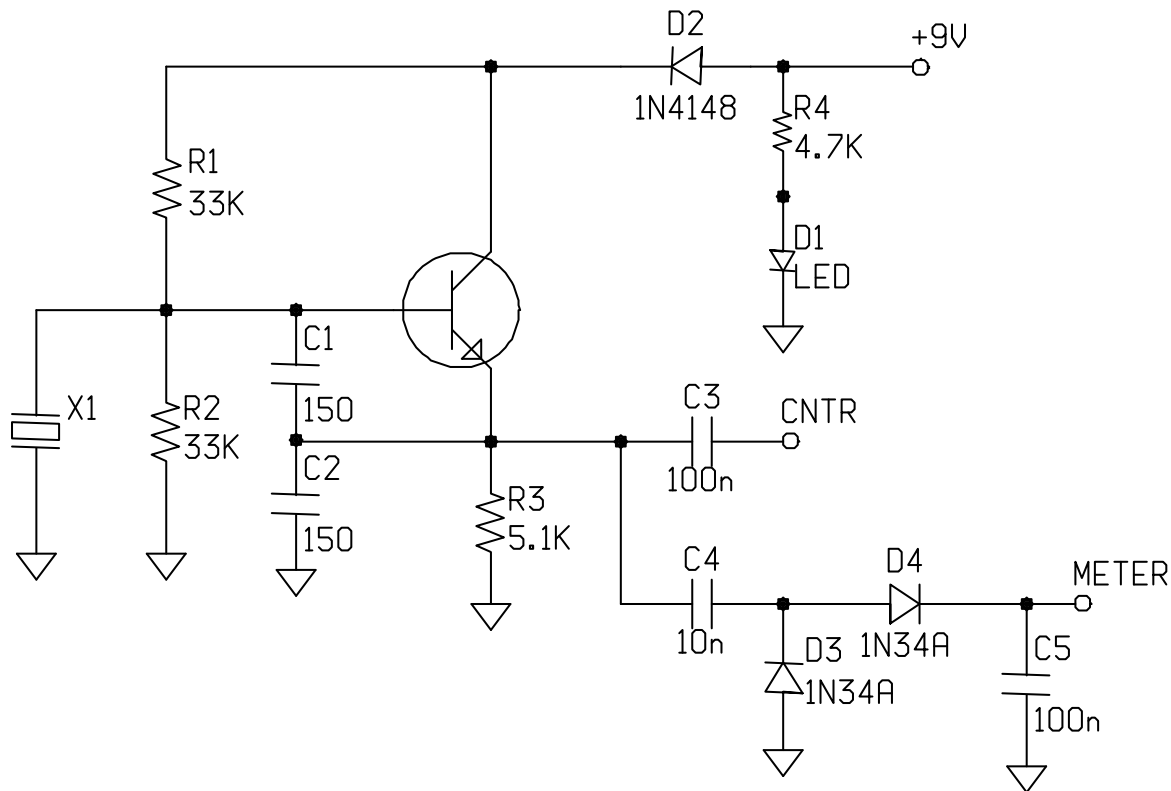 D2
+9V
1N4148
R4
4.7K
R1
33K
D1
LED
C1
X1
R2
33K
150
C3
CNTR
C2
100n
R3
5.1K
150
C4
D4
METER
10n
D3
1N34A
C5
1N34A
100n